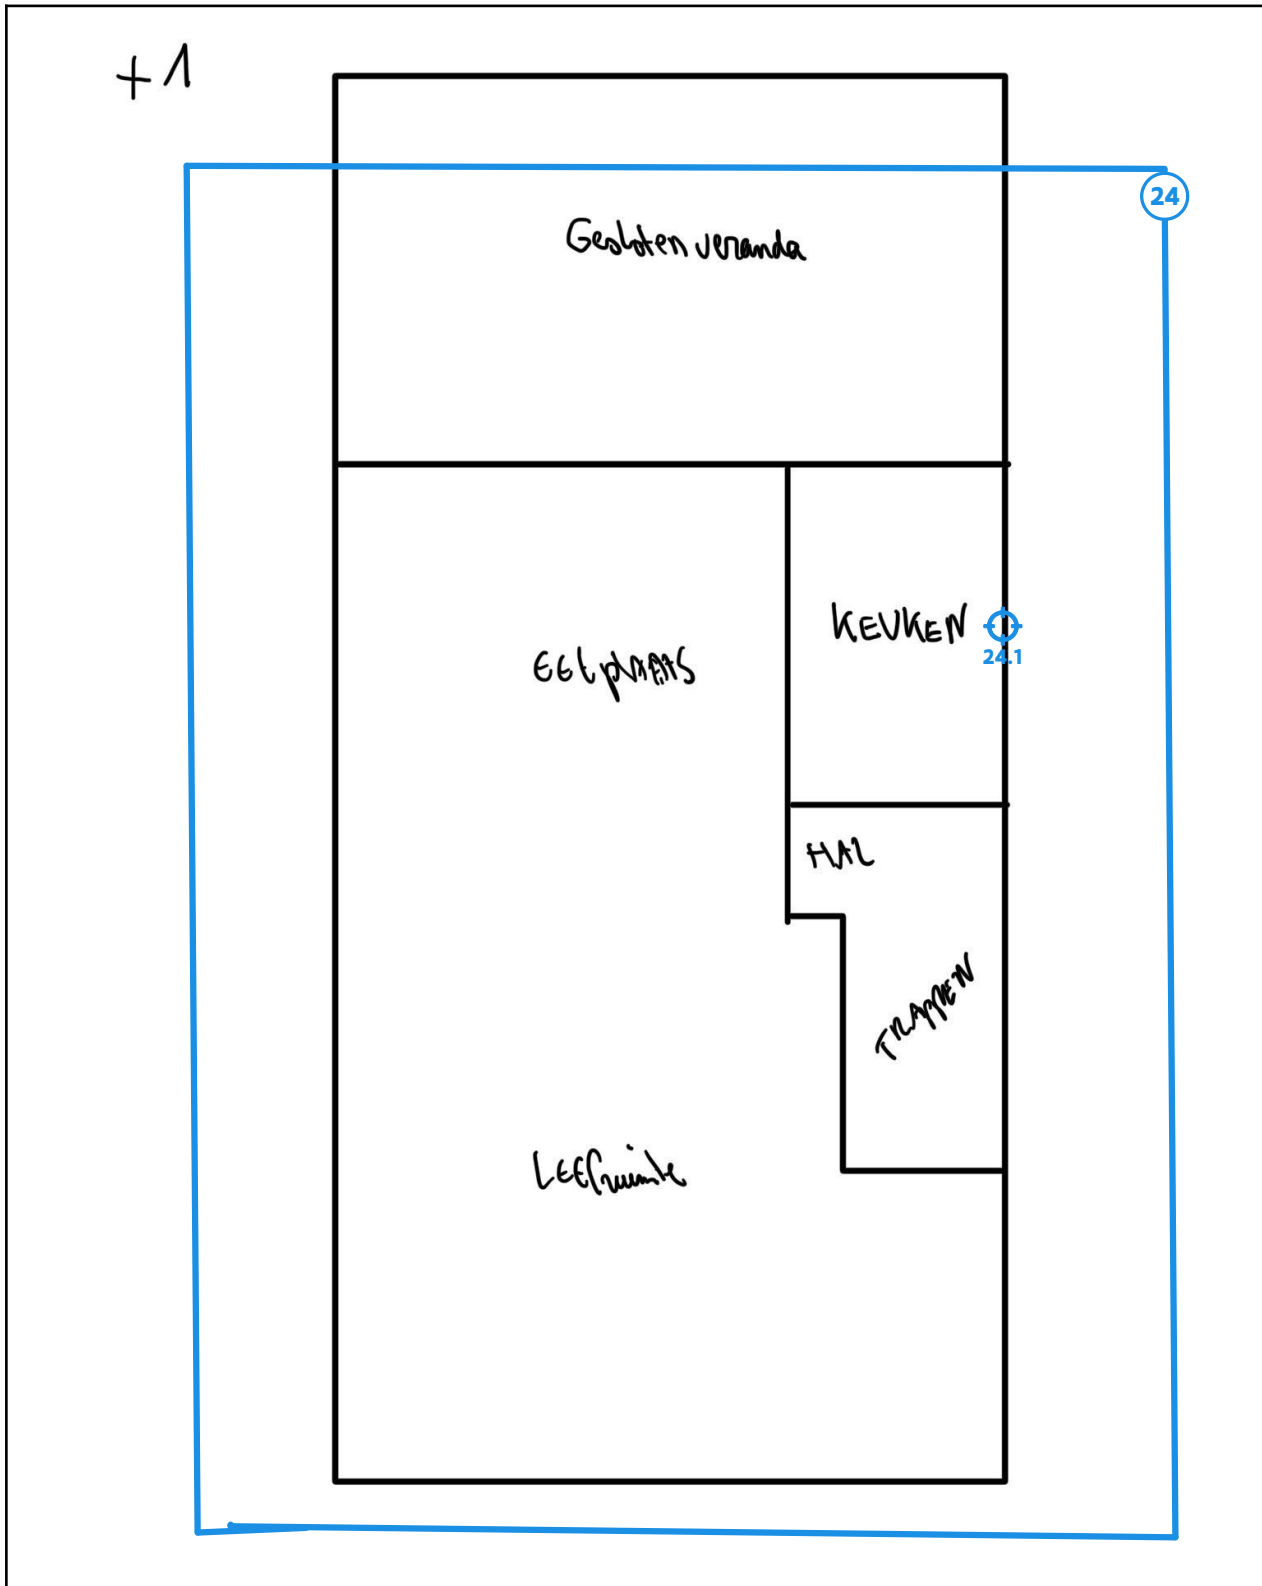 +1
24
Gesloten veranda
KEUKEN
24.1
EEtplAAtS
HAL
TRAPPEN
LEEfruimte